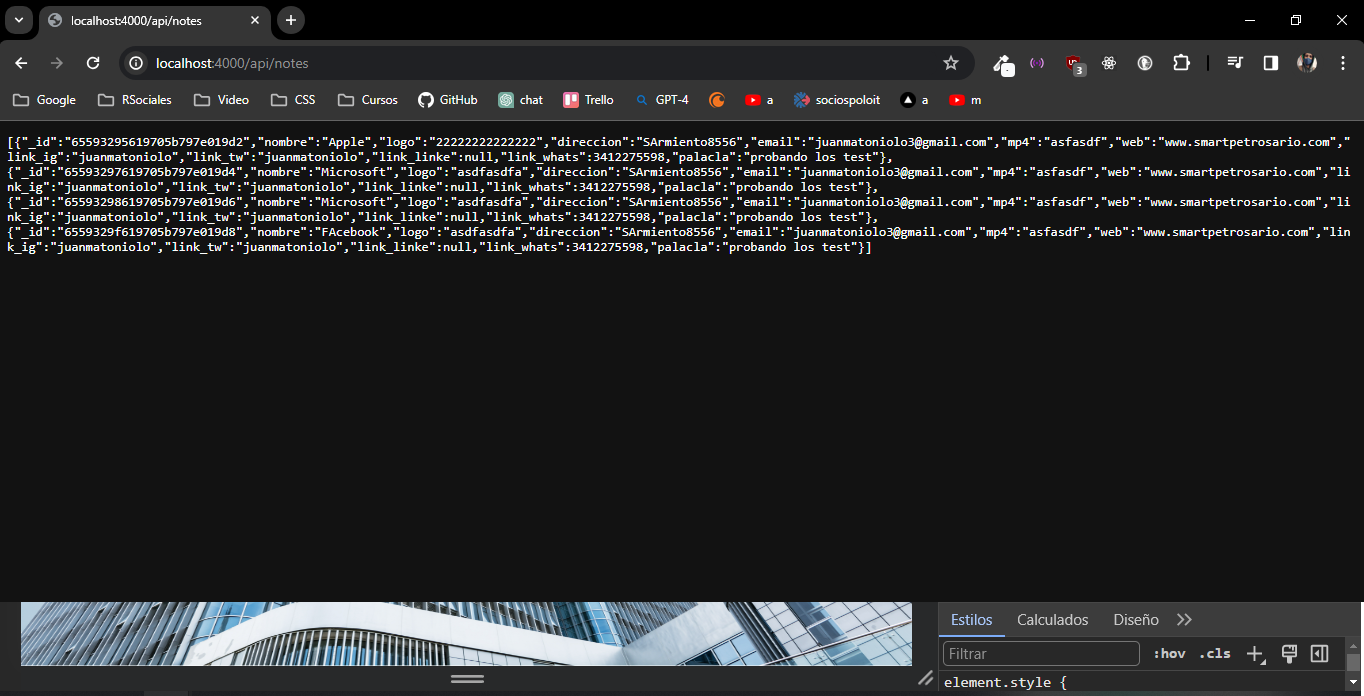 localhost:4000/api/notes
localhost:4000/api/notes
3
Google RSociales Video CSS Cursos GitHub chat Trello GPT-4 a sociospoloit a m
[{"_id":"65593295619705b797e019d2","nombre":"Apple","logo":"22222222222222","direccion":"SArmiento8556","email":"juanmatoniolo3@gmail.com","mp4":"asfasdf","web":"www.smartpetrosario.com","
link_ig":"juanmatoniolo","link_tw":"juanmatoniolo","link_linke":null,"link_whats":3412275598,"palacla":"probando los test"},
{"_id":"65593297619705b797e019d4","nombre":"Microsoft","logo":"asdfasdfa","direccion":"SArmiento8556","email":"juanmatoniolo3@gmail.com","mp4":"asfasdf","web":"www.smartpetrosario.com","li
nk_ig":"juanmatoniolo","link_tw":"juanmatoniolo","link_linke":null,"link_whats":3412275598,"palacla":"probando los test"},
{"_id":"65593298619705b797e019d6","nombre":"Microsoft","logo":"asdfasdfa","direccion":"SArmiento8556","email":"juanmatoniolo3@gmail.com","mp4":"asfasdf","web":"www.smartpetrosario.com","li
nk_ig":"juanmatoniolo","link_tw":"juanmatoniolo","link_linke":null,"link_whats":3412275598,"palacla":"probando los test"},
{"_id":"6559329f619705b797e019d8","nombre":"FAcebook","logo":"asdfasdfa","direccion":"SArmiento8556","email":"juanmatoniolo3@gmail.com","mp4":"asfasdf","web":"www.smartpetrosario.com","lin
k_ig":"juanmatoniolo","link_tw":"juanmatoniolo","link_linke":null,"link_whats":3412275598,"palacla":"probando los test"}]
Estilos Calculados Diseño
Filtrar :hov .cls
element.style {